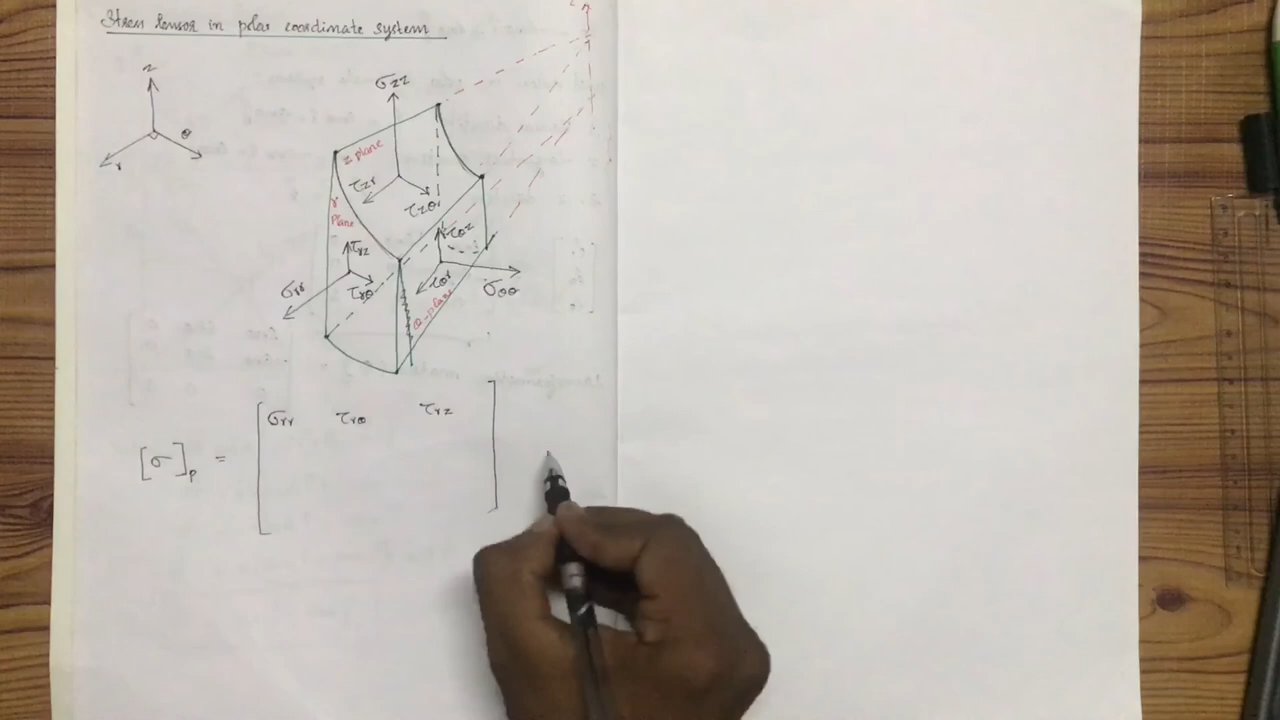 Stress tensor in polar coordinate system
z
θ
r
σzz
z plane
τzr
τzθ
r
plane
τrz
τθz
σrr
τrθ
τθr
σθθ
θ-plane
[σ]p = [ σrr τrθ τrz ]